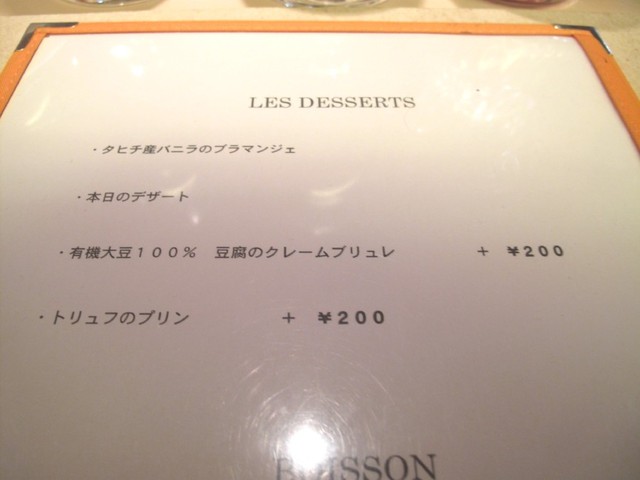 LES DESSERTS
・タヒチ産バニラのブラマンジェ
・本日のデザート
・有機大豆１００％　豆腐のクレームブリュレ　＋　￥200
・トリュフのプリン　＋　￥200
BOISSON